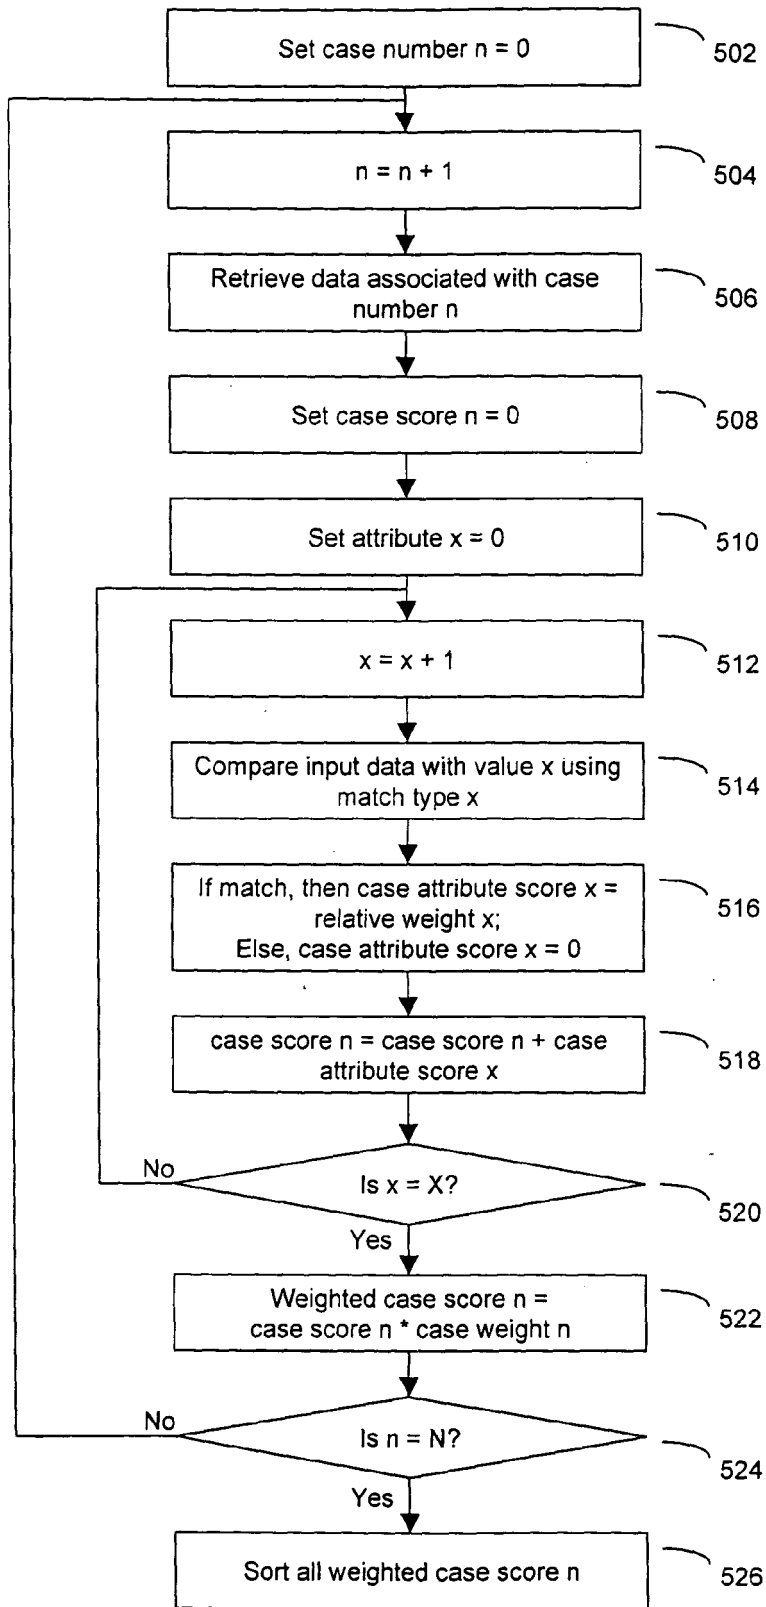 Set case number n = 0
502
n = n + 1
504
Retrieve data associated with case
number n
506
Set case score n = 0
508
Set attribute x = 0
510
x = x + 1
512
Compare input data with value x using
match type x
514
If match, then case attribute score x =
relative weight x;
Else, case attribute score x = 0
516
case score n = case score n + case
attribute score x
518
No
Is x = X?
520
Yes
Weighted case score n =
case score n * case weight n
522
No
Is n = N?
524
Yes
Sort all weighted case score n
526